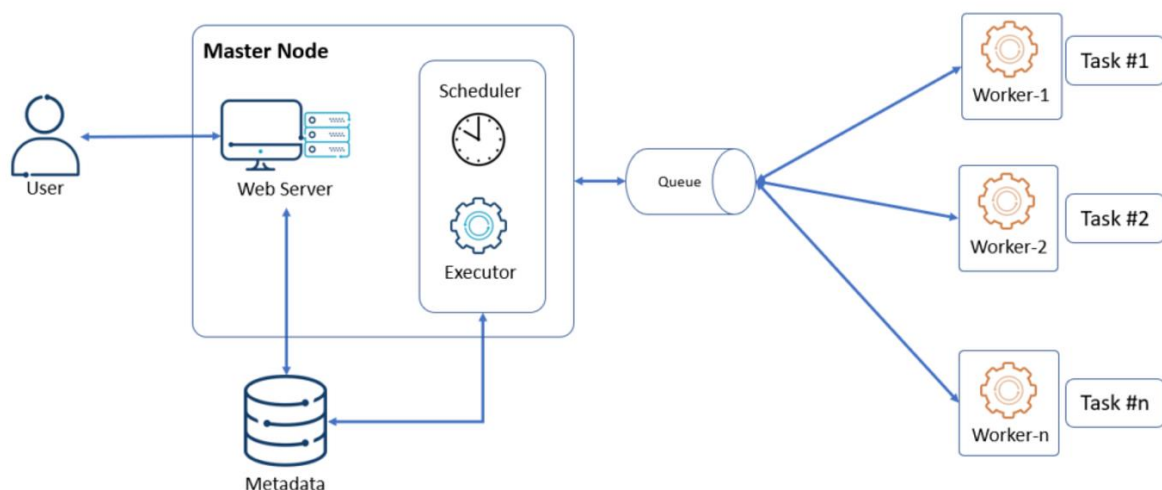 Master Node
Scheduler
Web Server
Executor
User
Metadata
Queue
Worker-1
Task #1
Worker-2
Task #2
Worker-n
Task #n